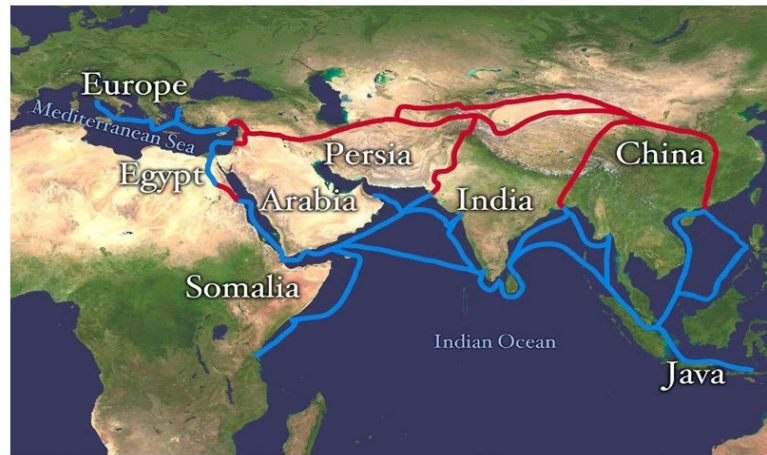 Europe
Mediterranean Sea
Egypt
Persia
China
Arabia
India
Somalia
Indian Ocean
Java